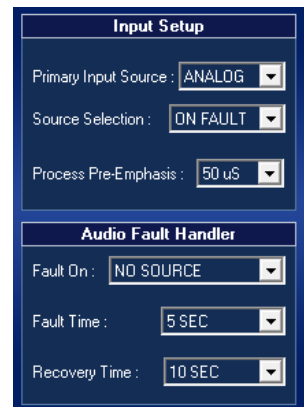 Input Setup
Primary Input Source : ANALOG
Source Selection : ON FAULT
Process Pre-Emphasis : 50 uS
Audio Fault Handler
Fault On : NO SOURCE
Fault Time : 5 SEC
Recovery Time : 10 SEC